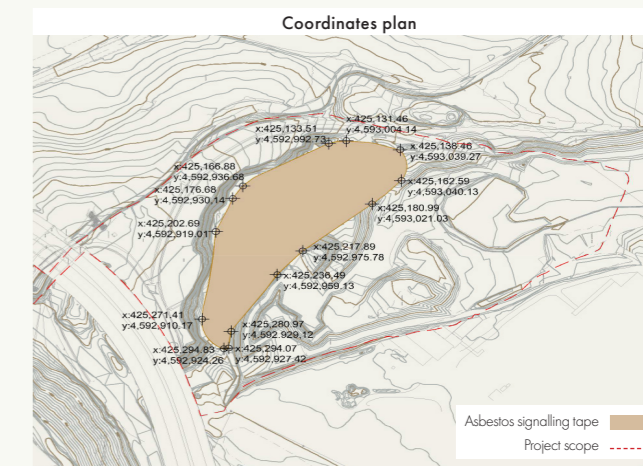 Coordinates plan
x:425,131.46
y:4,593,004.14
x:425,133.51
y:4,592,992.73
x:425,138.46
y:4,593,039.27
x:425,166.88
y:4,592,936.68
x:425,162.59
y:4,593,040.13
x:425,176.68
y:4,592,930.14
x:425,180.99
y:4,593,021.03
x:425,202.69
y:4,592,919.01
x:425,217.89
y:4,592,975.78
x:425,236.49
y:4,592,959.13
x:425,271.41
y:4,592,910.17
x:425,280.97
y:4,592,929.12
x:425,294.83
y:4,592,924.26
x:425,294.07
y:4,592,927.42
Asbestos signalling tape
Project scope